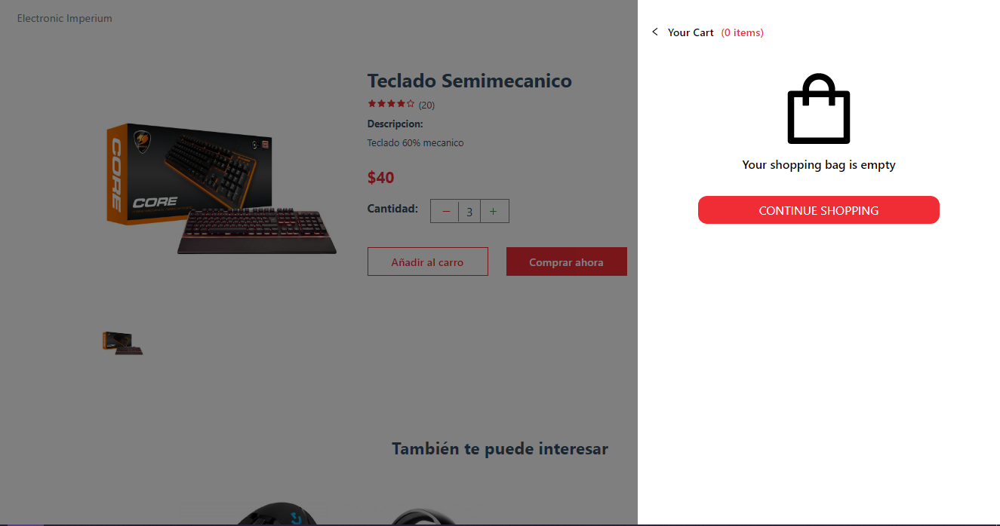 Electronic Imperium
Teclado Semimecanico
(20)
Descripcion:
Teclado 60% mecanico
$40
Cantidad:
− 3 +
Añadir al carro
Comprar ahora
CORE
CORE
También te puede interesar
< Your Cart (0 items)
Your shopping bag is empty
CONTINUE SHOPPING